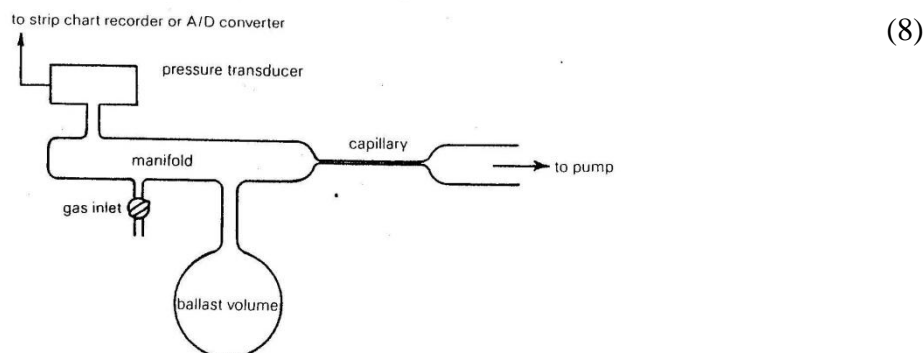 to strip chart recorder or A/D converter
(8)
pressure transducer
capillary
manifold
to pump
gas inlet
ballast volume